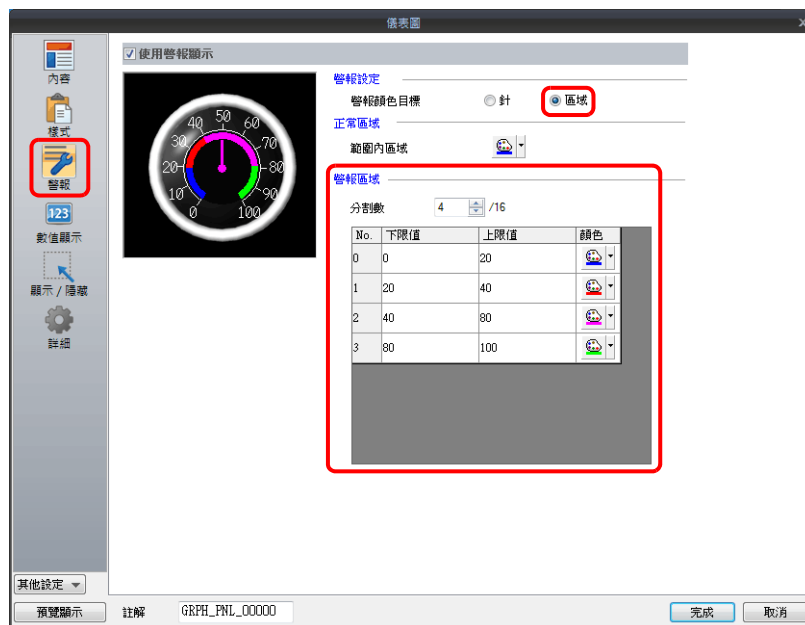 儀表圖
內容
樣式
警報
123
數值顯示
顯示 / 隱藏
詳細
其他設定
預覽顯示
使用警報顯示
0 10 20 30 40 50 60 70 80 90 100
警報設定
警報顏色目標 針 區域
正常區域
範圍內區域
警報區域
分割數 4 /16
No. 下限值 上限值 顏色
0 0 20
1 20 40
2 40 80
3 80 100
註解 GRPH_PNL_00000
完成 取消